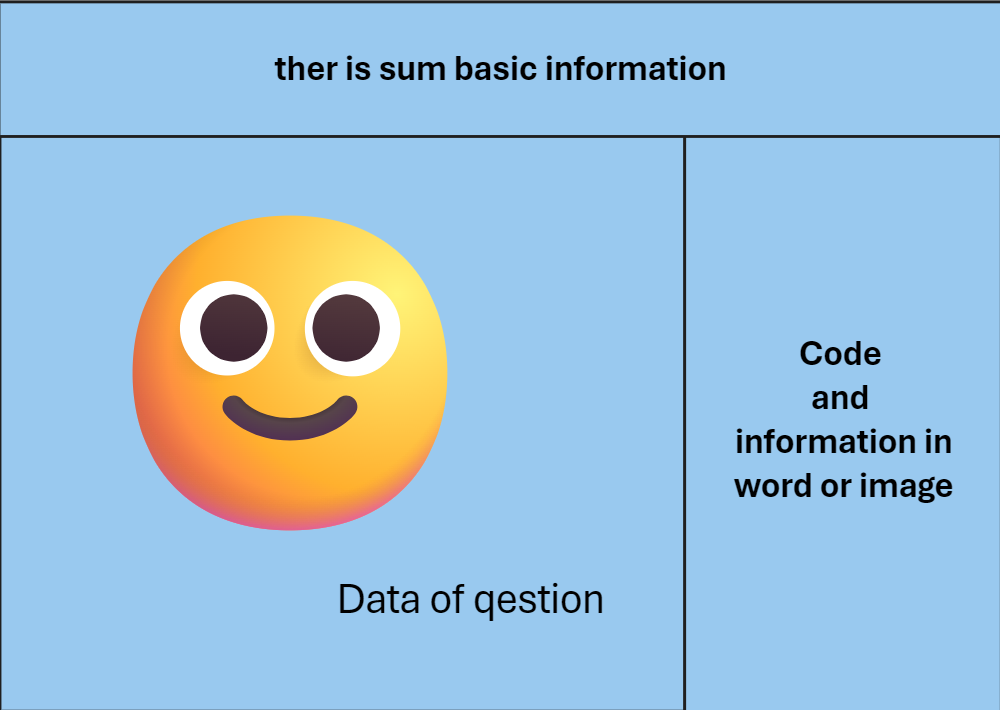 ther is sum basic information
Data of qestion
Code
and
information in
word or image